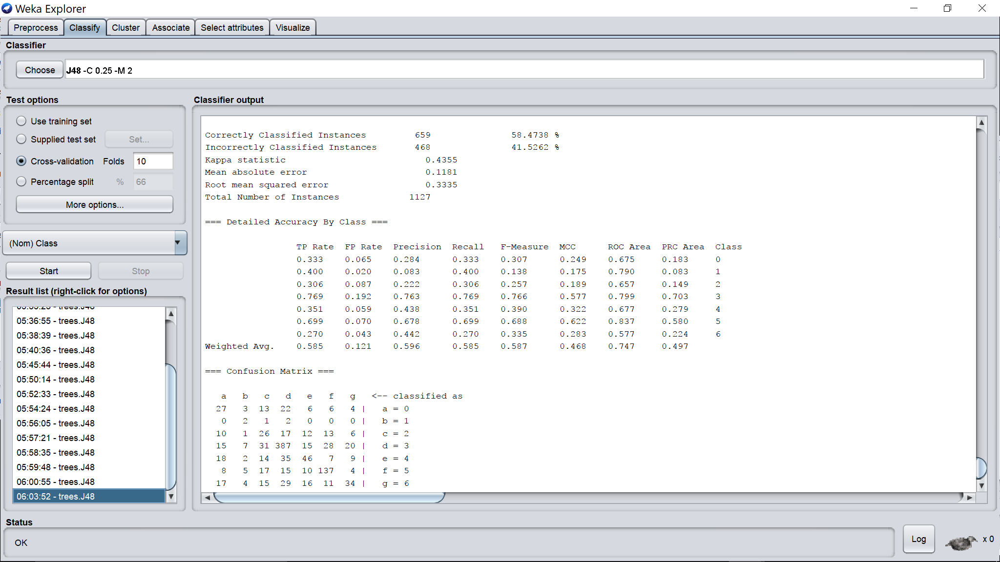 Weka Explorer
Preprocess Classify Cluster Associate Select attributes Visualize
Classifier
Choose J48 -C 0.25 -M 2
Test options
Use training set
Supplied test set Set...
Cross-validation Folds 10
Percentage split % 66
More options...
(Nom) Class
Start Stop
Result list (right-click for options)
05:36:55 - trees.J48
05:38:39 - trees.J48
05:40:36 - trees.J48
05:45:44 - trees.J48
05:50:14 - trees.J48
05:52:33 - trees.J48
05:54:24 - trees.J48
05:56:05 - trees.J48
05:57:21 - trees.J48
05:58:35 - trees.J48
05:59:48 - trees.J48
06:00:55 - trees.J48
06:03:52 - trees.J48
Classifier output
Correctly Classified Instances 659 58.4738 %
Incorrectly Classified Instances 468 41.5262 %
Kappa statistic 0.4355
Mean absolute error 0.1181
Root mean squared error 0.3335
Total Number of Instances 1127
=== Detailed Accuracy By Class ===
TP Rate FP Rate Precision Recall F-Measure MCC ROC Area PRC Area Class
0.333 0.065 0.284 0.333 0.307 0.249 0.675 0.183 0
0.400 0.020 0.083 0.400 0.138 0.175 0.790 0.083 1
0.306 0.087 0.222 0.306 0.257 0.189 0.657 0.149 2
0.769 0.192 0.763 0.769 0.766 0.577 0.799 0.703 3
0.351 0.059 0.438 0.351 0.390 0.322 0.677 0.279 4
0.699 0.070 0.678 0.699 0.688 0.622 0.837 0.580 5
0.270 0.043 0.442 0.270 0.335 0.283 0.577 0.224 6
Weighted Avg. 0.585 0.121 0.596 0.585 0.587 0.468 0.747 0.497
=== Confusion Matrix ===
a b c d e f g <-- classified as
27 3 13 22 6 6 4 | a = 0
0 2 1 2 0 0 0 | b = 1
10 1 26 17 12 13 6 | c = 2
15 7 31 387 15 28 20 | d = 3
18 2 14 35 46 7 9 | e = 4
8 5 17 15 10 137 4 | f = 5
17 4 15 29 16 11 34 | g = 6
Status
OK
Log x 0